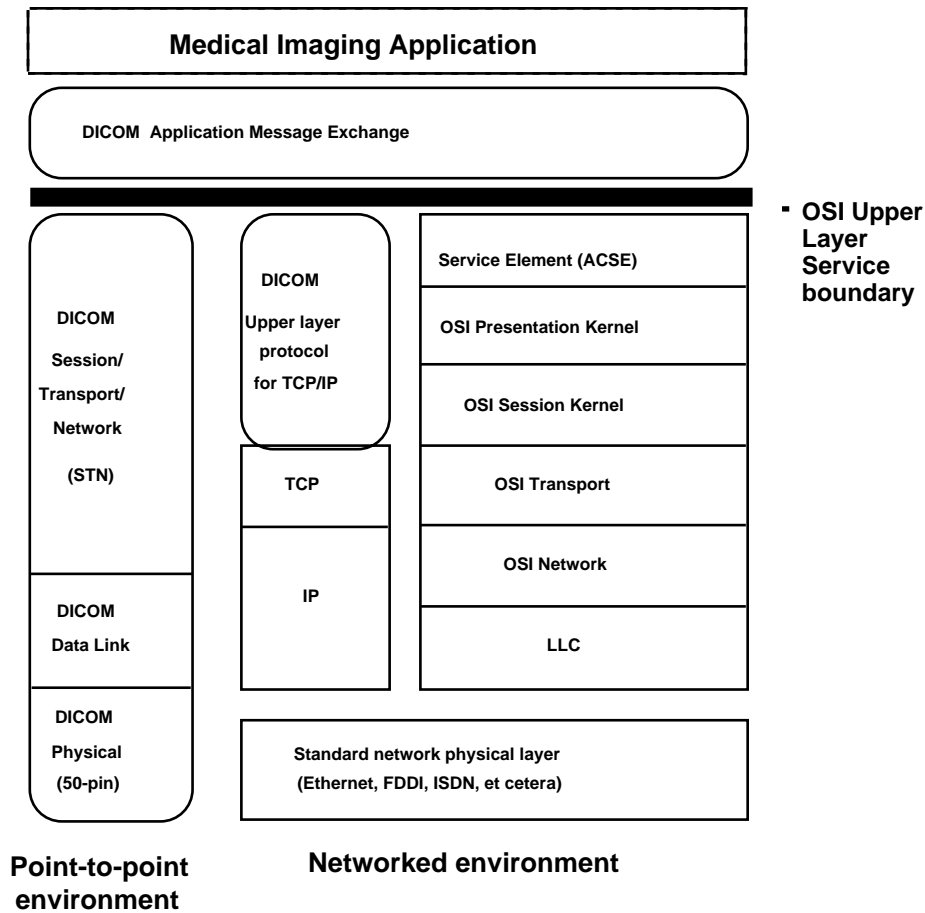 Medical Imaging Application
DICOM Application Message Exchange
OSI Upper
Layer
Service
boundary
DICOM
Session/
Transport/
Network
(STN)
DICOM
Data Link
DICOM
Physical
(50-pin)
DICOM
Upper layer
protocol
for TCP/IP
TCP
IP
Service Element (ACSE)
OSI Presentation Kernel
OSI Session Kernel
OSI Transport
OSI Network
LLC
Standard network physical layer
(Ethernet, FDDI, ISDN, et cetera)
Point-to-point
environment
Networked environment